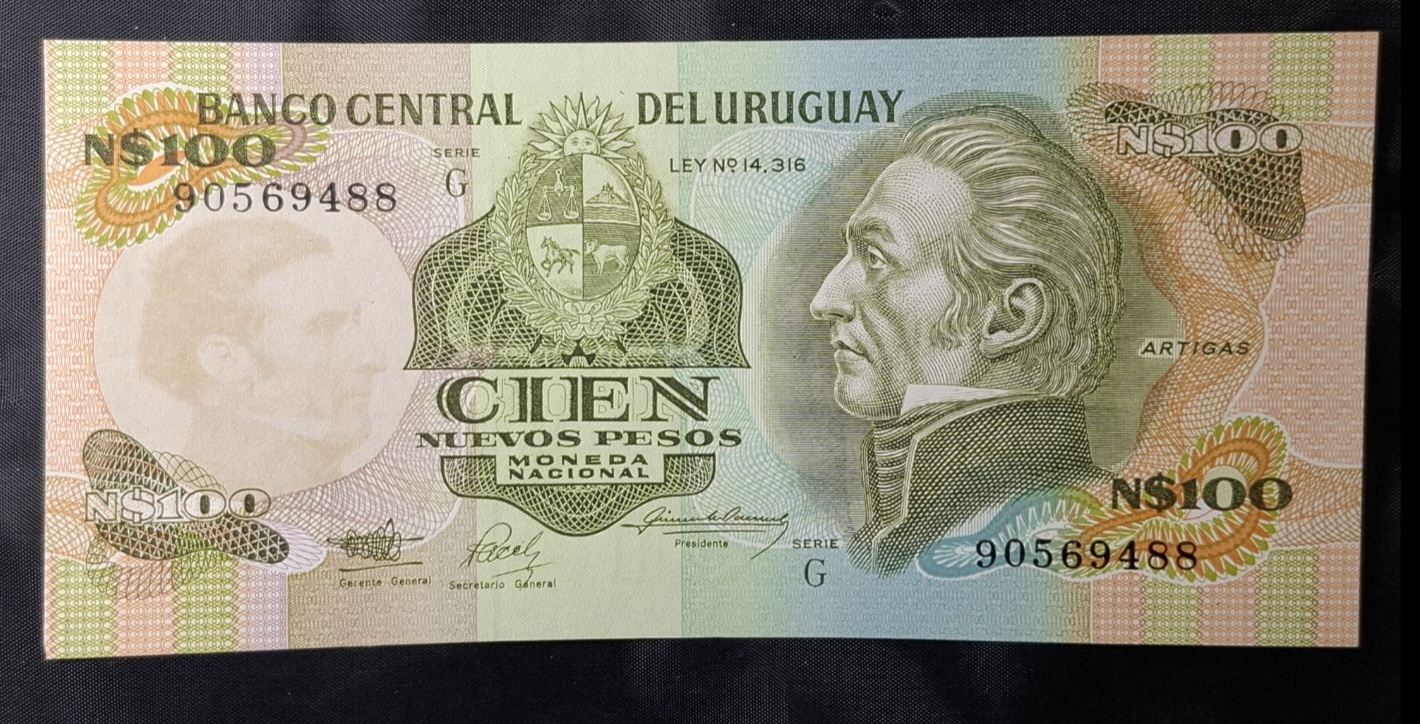 BANCO CENTRAL DEL URUGUAY
N$100
N$100
SERIE
G
LEY Nº 14,316
90569488
ARTIGAS
CIEN
NUEVOS PESOS
MONEDA
NACIONAL
N$100
N$100
Gerente General
Secretario General
Presidente
SERIE
G
90569488